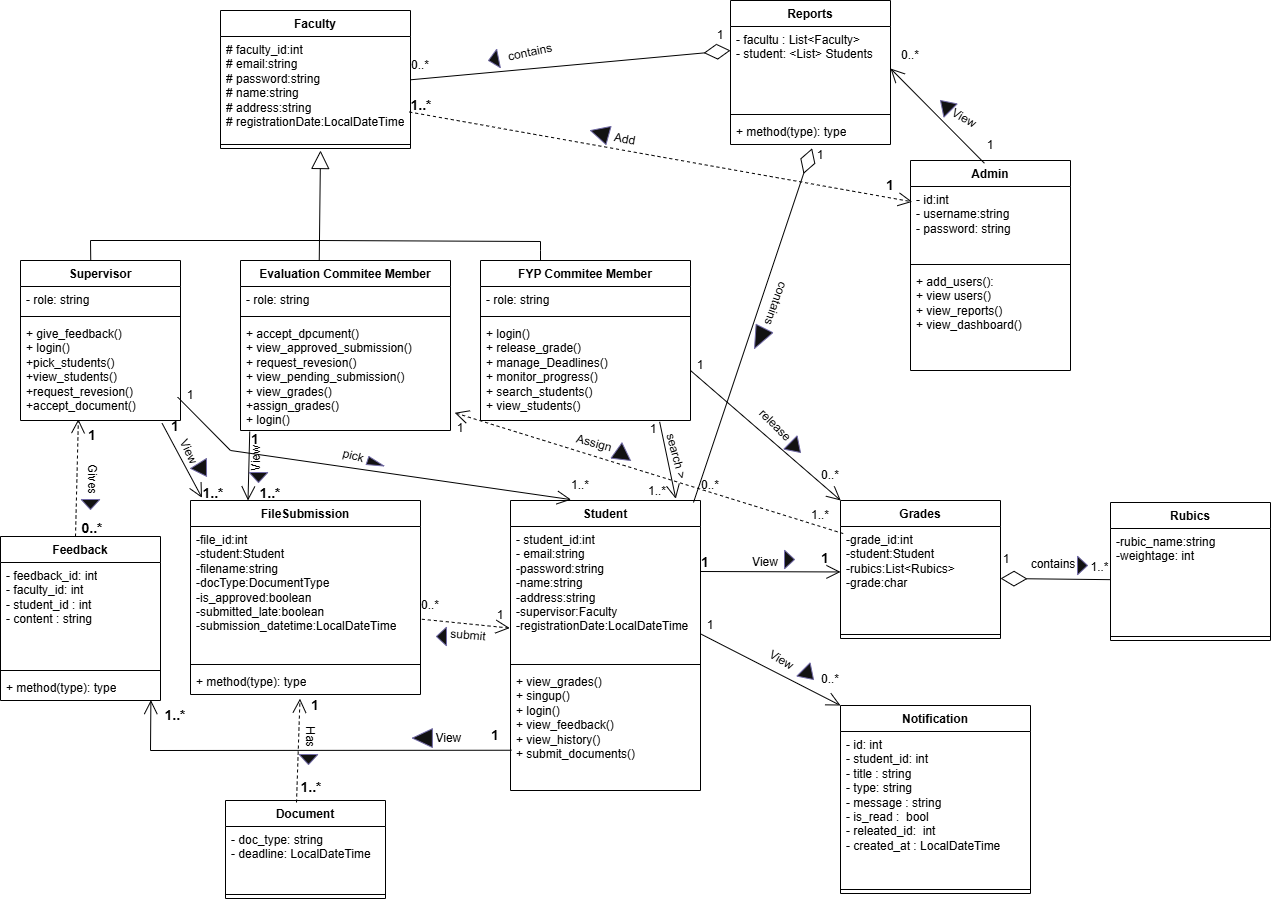 Faculty
# faculty_id:int
# email:string
# password:string
# name:string
# address:string
# registrationDate:LocalDateTime
Reports
- facultu : List<Faculty>
- student: <List> Students
+ method(type): type
1
contains
0..*
1..*
Add
1
0..*
View
1
1
contains
Admin
- id:int
- username:string
- password: string
+ add_users():
+ view users()
+ view_reports()
+ view_dashboard()
Supervisor
- role: string
+ give_feedback()
+ login()
+pick_students()
+view_students()
+request_revesion()
+accept_document()
Evaluation Commitee Member
- role: string
+ accept_dpcument()
+ view_approved_submission()
+ request_revesion()
+ view_pending_submission()
+ view_grades()
+assign_grades()
+ login()
FYP Commitee Member
- role: string
+ login()
+ release_grade()
+ manage_Deadlines()
+ monitor_progress()
+ search_students()
+ view_students()
1
release
0..*
1
pick
1..*
1
View
1..*
1
View
1..*
1
search >
1..*
1
Assign
0..*
1..*
1
Gives
0..*
Feedback
- feedback_id: int
- faculty_id: int
- student_id : int
- content : string
+ method(type): type
FileSubmission
-file_id:int
-student:Student
-filename:string
-docType:DocumentType
-is_approved:boolean
-submitted_late:boolean
-submission_datetime:LocalDateTime
+ method(type): type
0..*
1
submit
Student
- student_id:int
- email:string
-password:string
-name:string
-address:string
-supervisor:Faculty
-registrationDate:LocalDateTime
+ view_grades()
+ singup()
+ login()
+ view_feedback()
+ view_history()
+ submit_documents()
1
View
1
Grades
-grade_id:int
-student:Student
-rubics:List<Rubics>
-grade:char
1
contains
1..*
Rubics
-rubic_name:string
-weightage: int
1
View
0..*
1..*
View
1
1
Has
1..*
Document
- doc_type: string
- deadline: LocalDateTime
Notification
- id: int
- student_id: int
- title : string
- type: string
- message : string
- is_read :  bool
- releated_id:  int
- created_at : LocalDateTime